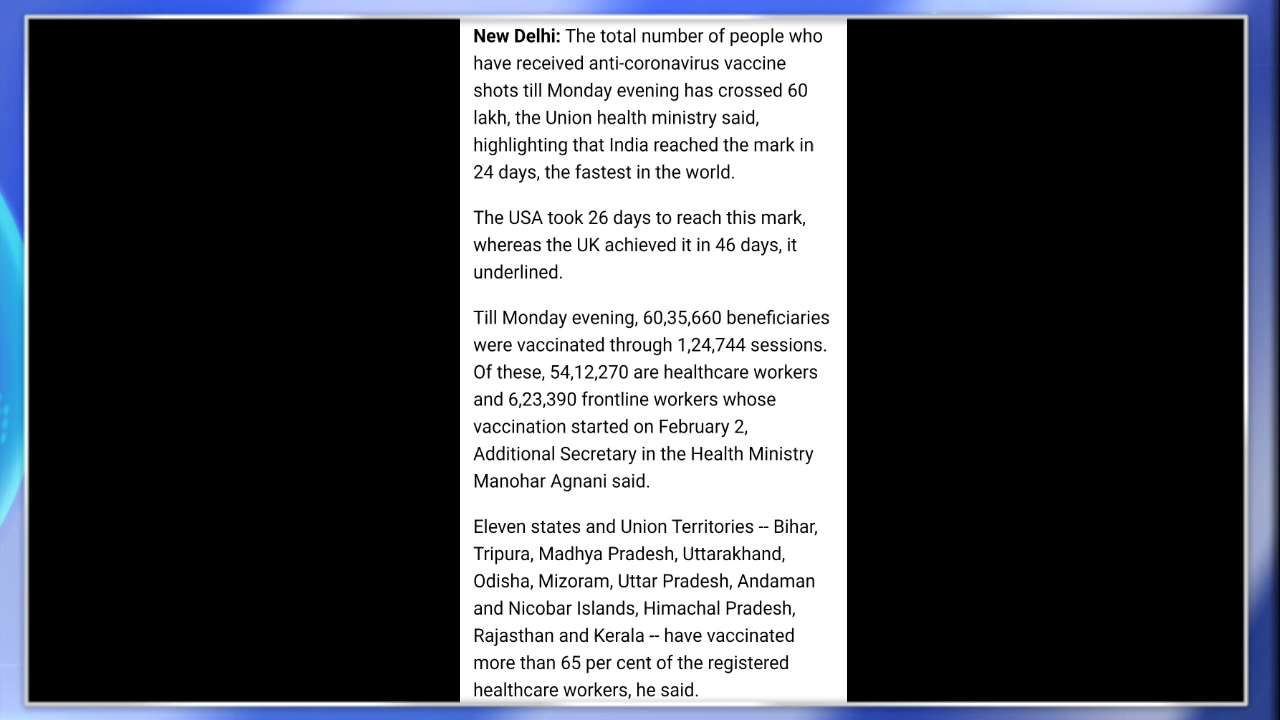 New Delhi: The total number of people who
have received anti-coronavirus vaccine
shots till Monday evening has crossed 60
lakh, the Union health ministry said,
highlighting that India reached the mark in
24 days, the fastest in the world.
The USA took 26 days to reach this mark,
whereas the UK achieved it in 46 days, it
underlined.
Till Monday evening, 60,35,660 beneficiaries
were vaccinated through 1,24,744 sessions.
Of these, 54,12,270 are healthcare workers
and 6,23,390 frontline workers whose
vaccination started on February 2,
Additional Secretary in the Health Ministry
Manohar Agnani said.
Eleven states and Union Territories -- Bihar,
Tripura, Madhya Pradesh, Uttarakhand,
Odisha, Mizoram, Uttar Pradesh, Andaman
and Nicobar Islands, Himachal Pradesh,
Rajasthan and Kerala -- have vaccinated
more than 65 per cent of the registered
healthcare workers, he said.